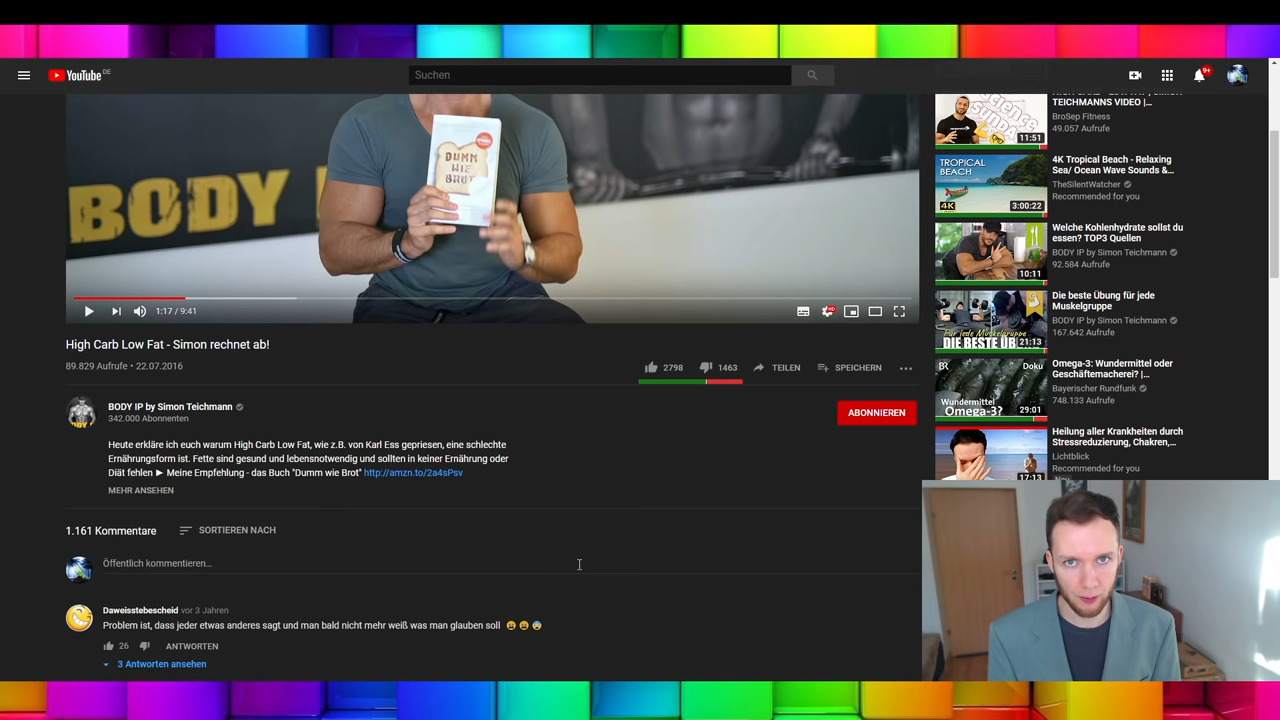 YouTube DE
Suchen
9+
BODY
DUMM
WIE
BROT
1:17 / 9:41
High Carb Low Fat - Simon rechnet ab!
89.829 Aufrufe • 22.07.2016
2798
1463
TEILEN
SPEICHERN
BODY IP by Simon Teichmann
342.000 Abonnenten
ABONNIEREN
Heute erkläre ich euch warum High Carb Low Fat, wie z.B. von Karl Ess gepriesen, eine schlechte
Ernährungsform ist. Fette sind gesund und lebensnotwendig und sollten in keiner Ernährung oder
Diät fehlen ► Meine Empfehlung - das Buch "Dumm wie Brot" http://amzn.to/2a4sPsv
MEHR ANSEHEN
1.161 Kommentare
SORTIEREN NACH
Öffentlich kommentieren...
Daweisstebescheid vor 3 Jahren
Problem ist, dass jeder etwas anderes sagt und man bald nicht mehr weiß was man glauben soll 😩😩😨
26
ANTWORTEN
3 Antworten ansehen
11:51
TEICHMANNS VIDEO |...
BroSep Fitness
49.057 Aufrufe
TROPICAL
BEACH
4K
3:00:22
4K Tropical Beach - Relaxing
Sea/ Ocean Wave Sounds &...
TheSilentWatcher
Recommended for you
10:11
Welche Kohlenhydrate sollst du
essen? TOP3 Quellen
BODY IP by Simon Teichmann
92.584 Aufrufe
Für jede Muskelgruppe
DIE BESTE ÜB
21:13
Die beste Übung für jede
Muskelgruppe
BODY IP by Simon Teichmann
167.642 Aufrufe
BR
Doku
Wundermittel
Omega-3?
29:01
Omega-3: Wundermittel oder
Geschäftemacherei? |...
Bayerischer Rundfunk
748.133 Aufrufe
17:13
Heilung aller Krankheiten durch
Stressreduzierung, Chakren,...
Lichtblick
Recommended for you